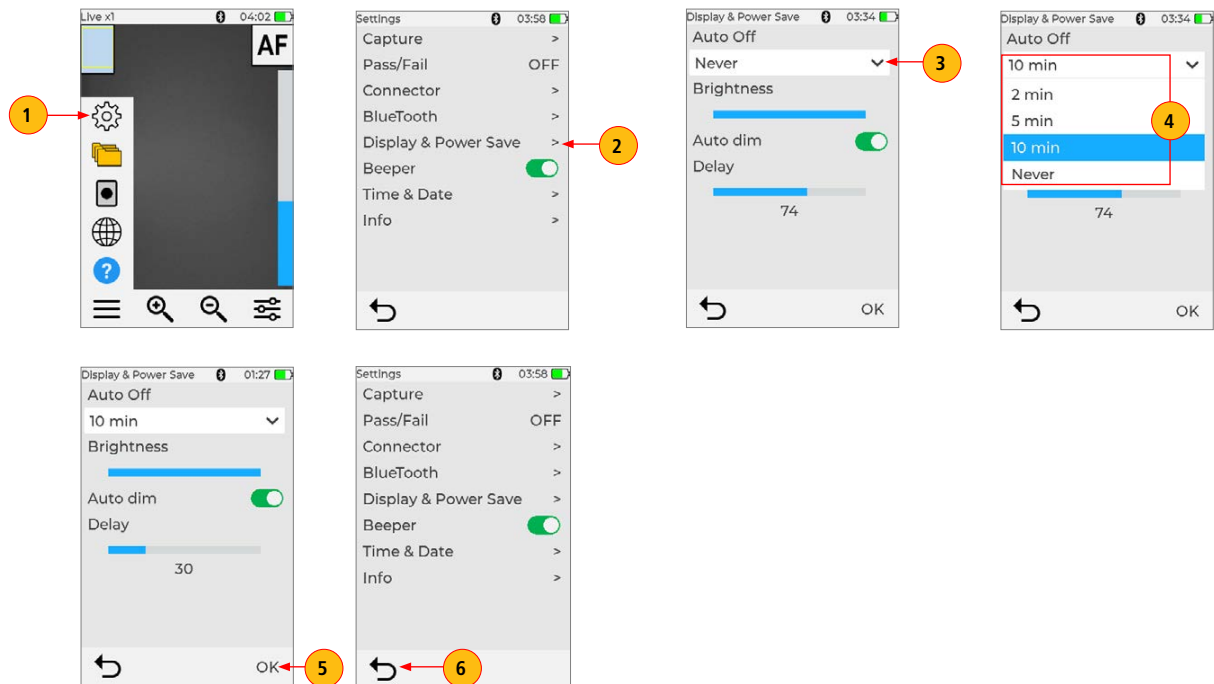 Live x1 04:02
AF
1
?
Settings 03:58
Capture >
Pass/Fail OFF
Connector >
BlueTooth >
Display & Power Save >
2
Beeper
Time & Date >
Info >
Display & Power Save 03:34
Auto Off
Never
3
Brightness
Auto dim
Delay
74
OK
Display & Power Save 03:34
Auto Off
10 min
2 min
5 min
4
10 min
Never
74
OK
Display & Power Save 01:27
Auto Off
10 min
Brightness
Auto dim
Delay
30
OK
5
Settings 03:58
Capture >
Pass/Fail OFF
Connector >
BlueTooth >
Display & Power Save >
Beeper
Time & Date >
Info >
6